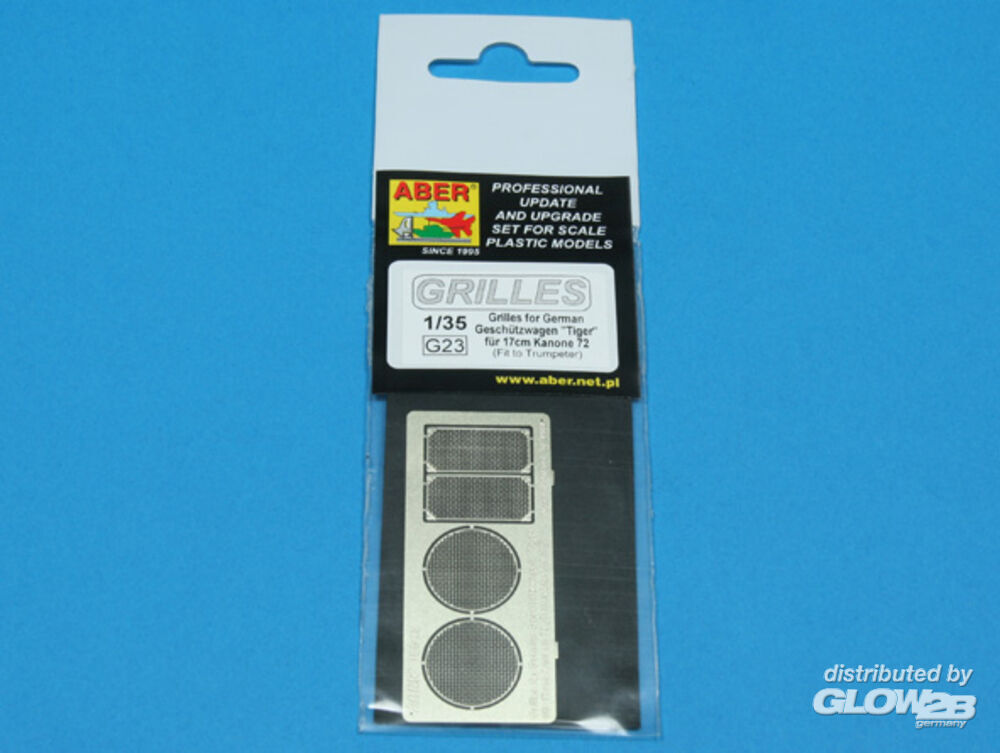 ABER®
SINCE 1995
PROFESSIONAL
UPDATE
AND UPGRADE
SET FOR SCALE
PLASTIC MODELS
GRILLES
1/35
G23
Grilles for German
Geschützwagen "Tiger"
für 17cm Kanone 72
(Fit to Trumpeter)
www.aber.net.pl
distributed by
GLOW2B
germany